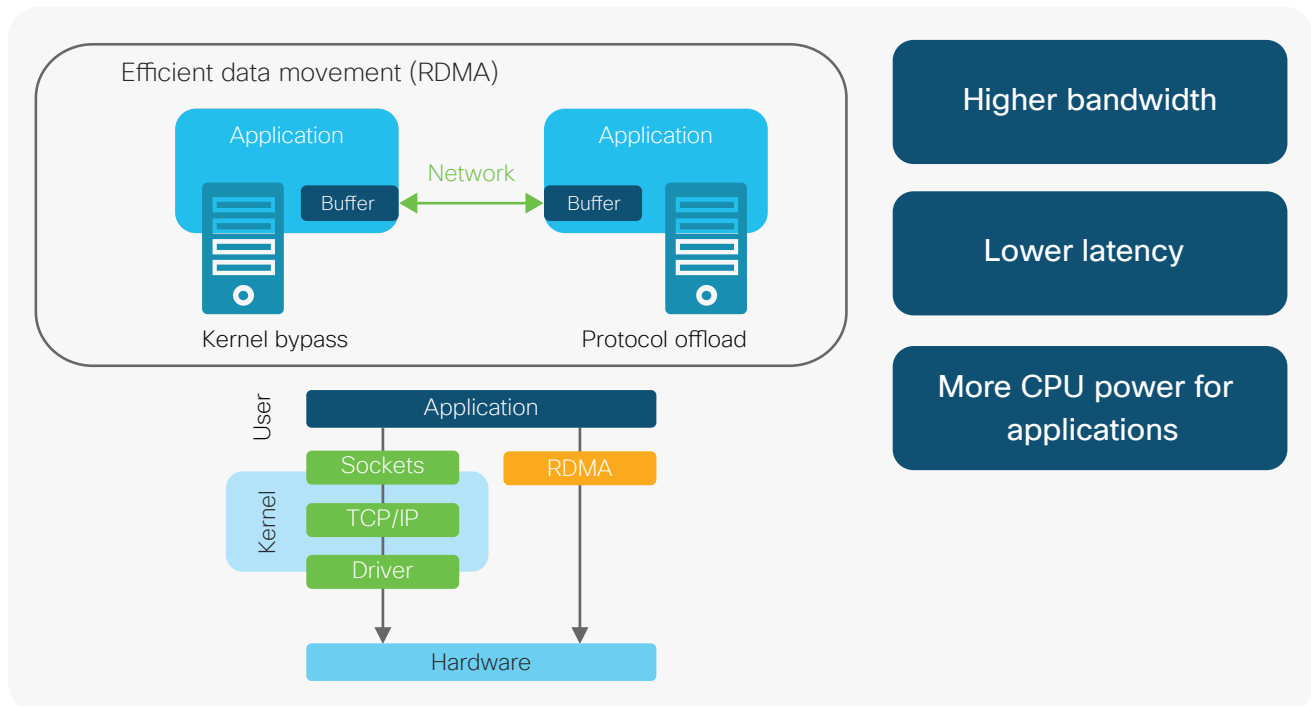 Efficient data movement (RDMA)
Application
Application
Network
Buffer
Buffer
Kernel bypass
Protocol offload
User
Application
Sockets
RDMA
Kernel
TCP/IP
Driver
Hardware
Higher bandwidth
Lower latency
More CPU power for
applications